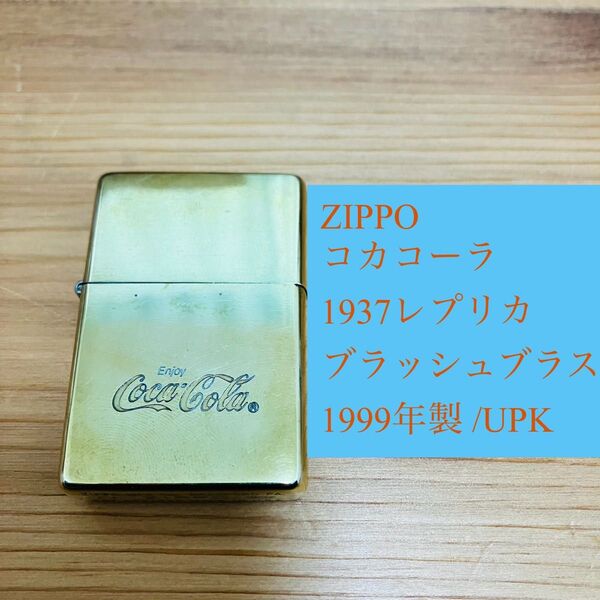 ZIPPO
コカコーラ
1937レプリカ
ブラッシュブラス
1999年製 /UPK
Enjoy
Coca-Cola®